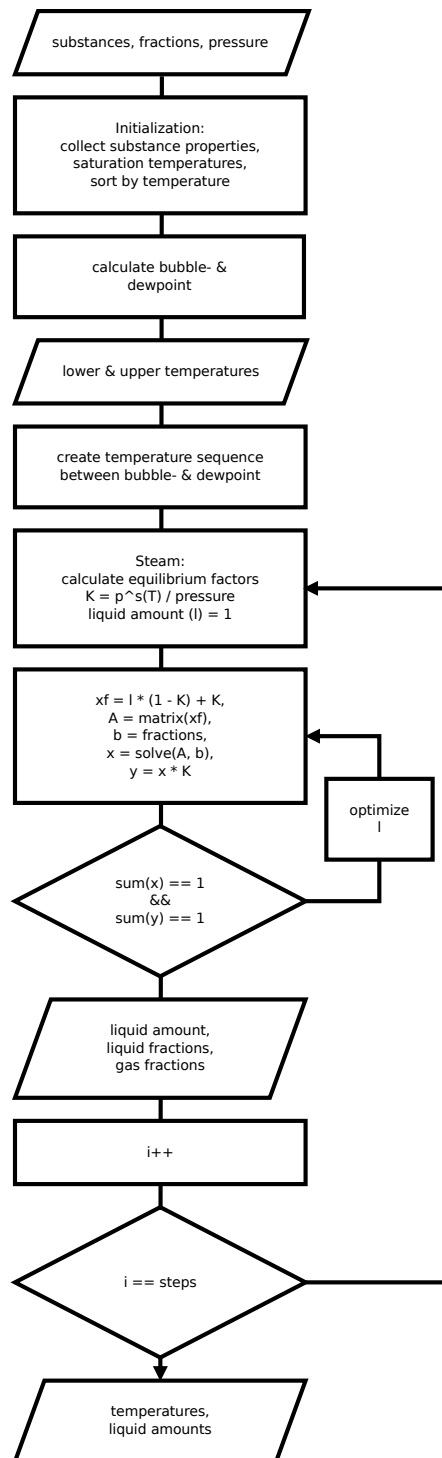 substances, fractions, pressure
Initialization:
collect substance properties,
saturation temperatures,
sort by temperature
calculate bubble- &
dewpoint
lower & upper temperatures
create temperature sequence
between bubble- & dewpoint
Steam:
calculate equilibrium factors
K = p^s(T) / pressure
liquid amount (l) = 1
xf = l * (1 - K) + K,
A = matrix(xf),
b = fractions,
x = solve(A, b),
y = x * K
optimize
l
sum(x) == 1
&&
sum(y) == 1
liquid amount,
liquid fractions,
gas fractions
i++
i == steps
temperatures,
liquid amounts